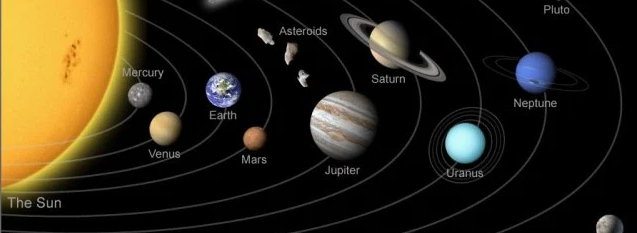 Pluto
Asteroids
Mercury
Saturn
Neptune
Earth
Venus
Mars
Jupiter
Uranus
The Sun